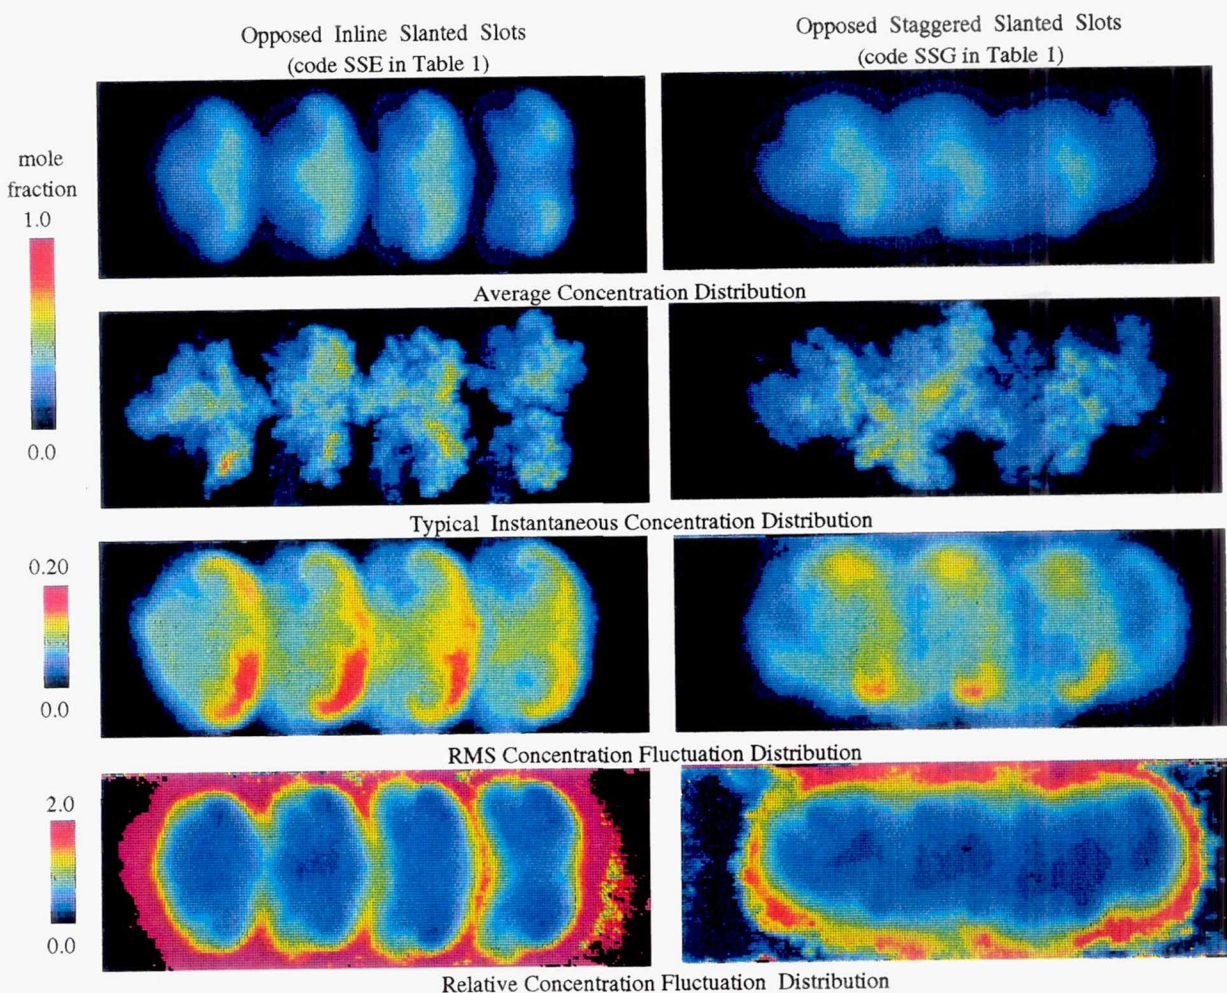 Opposed Inline Slanted Slots
(code SSE in Table 1)
Opposed Staggered Slanted Slots
(code SSG in Table 1)
mole
fraction
1.0
0.0
Average Concentration Distribution
Typical Instantaneous Concentration Distribution
0.20
0.0
RMS Concentration Fluctuation Distribution
2.0
0.0
Relative Concentration Fluctuation Distribution